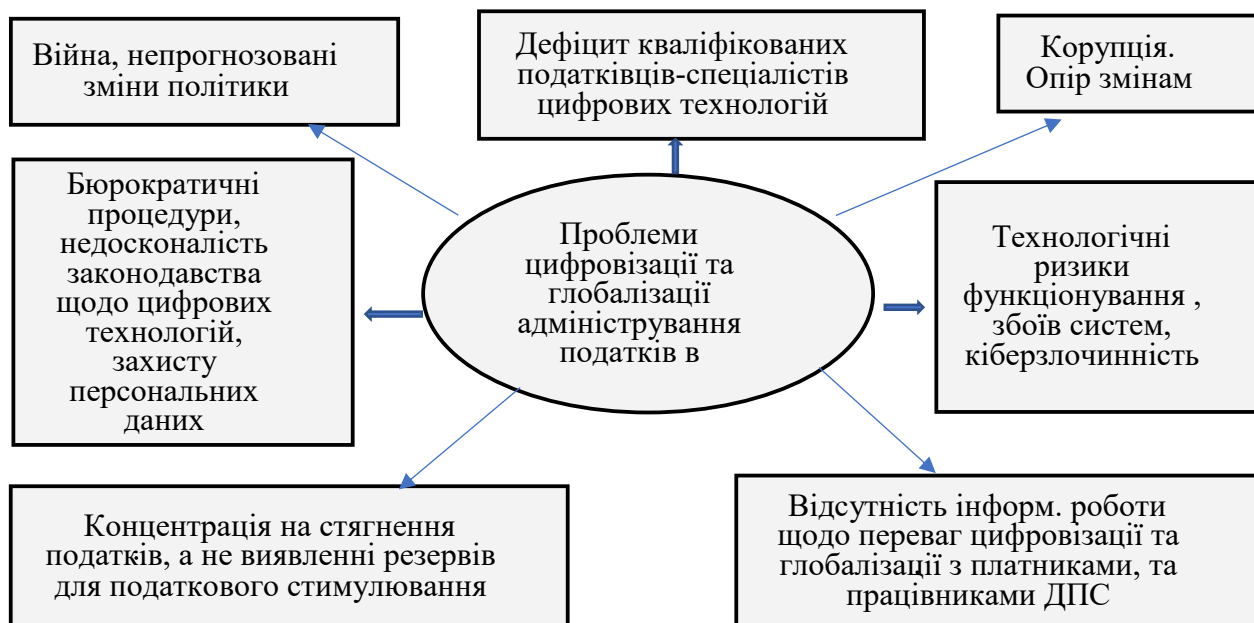 Війна, непрогнозовані
зміни політики
Дефіцит кваліфікованих
податківців-спеціалістів
цифрових технологій
Корупція.
Опір змінам
Бюрократичні
процедури,
недосконалість
законодавства
щодо цифрових
технологій,
захисту
персональних
даних
Проблеми
цифровізації та
глобалізації
адміністрування
податків в
Технологічні
ризики
функціонування ,
збоїв систем,
кіберзлочинність
Концентрація на стягнення
податків, а не виявленні резервів
для податкового стимулювання
Відсутність інформ. роботи
щодо переваг цифровізації та
глобалізації з платниками, та
працівниками ДПС